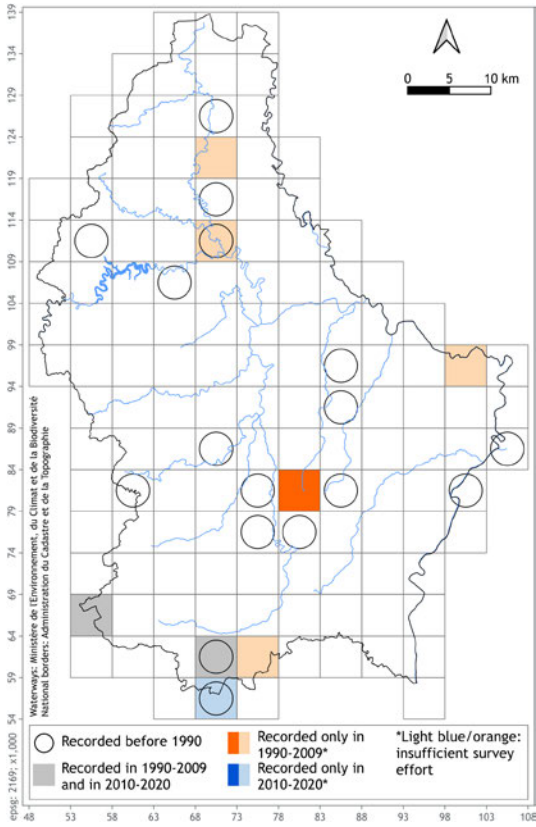 139
134
129
124
119
114
109
104
99
94
89
84
79
74
69
64
59
54
0 5 10 km
Waterways: Ministère de l'Environnement, du Climat et de la Biodiversité
National borders: Administration du Cadastre et de la Topographie
epsg: 2169; x1,000
Recorded before 1990
Recorded in 1990-2009
and in 2010-2020
Recorded only in
1990-2009*
Recorded only in
2010-2020*
*Light blue/orange:
insufficient survey
effort
48 53 58 63 68 73 78 83 88 93 98 103 108